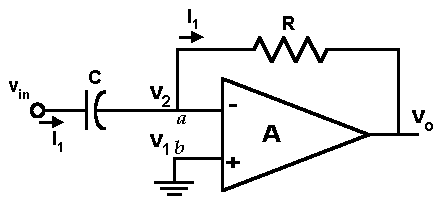 I₁
R
C
vᵢₙ
v₂
a
-
vₒ
I₁
v₁
b
A
+